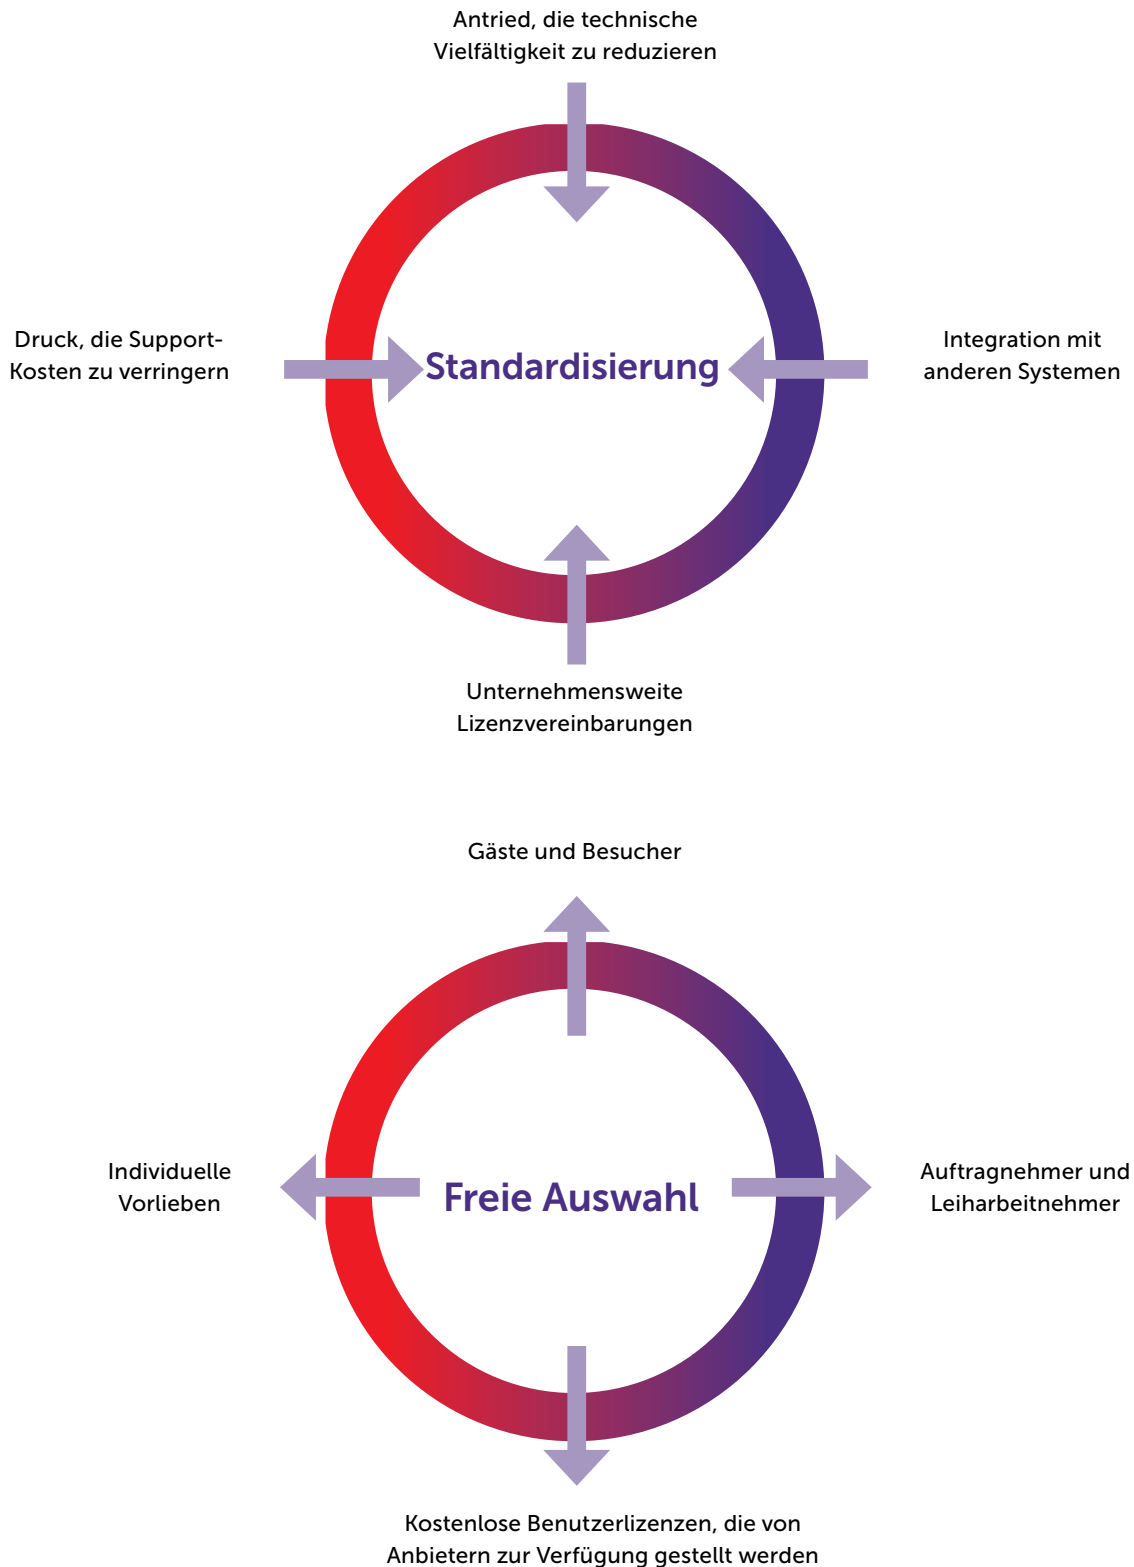 Antried, die technische
Vielfältigkeit zu reduzieren
Druck, die Support-
Kosten zu verringern
Standardisierung
Integration mit
anderen Systemen
Unternehmensweite
Lizenzvereinbarungen
Gäste und Besucher
Individuelle
Vorlieben
Freie Auswahl
Auftragnehmer und
Leiharbeitnehmer
Kostenlose Benutzerlizenzen, die von
Anbietern zur Verfügung gestellt werden